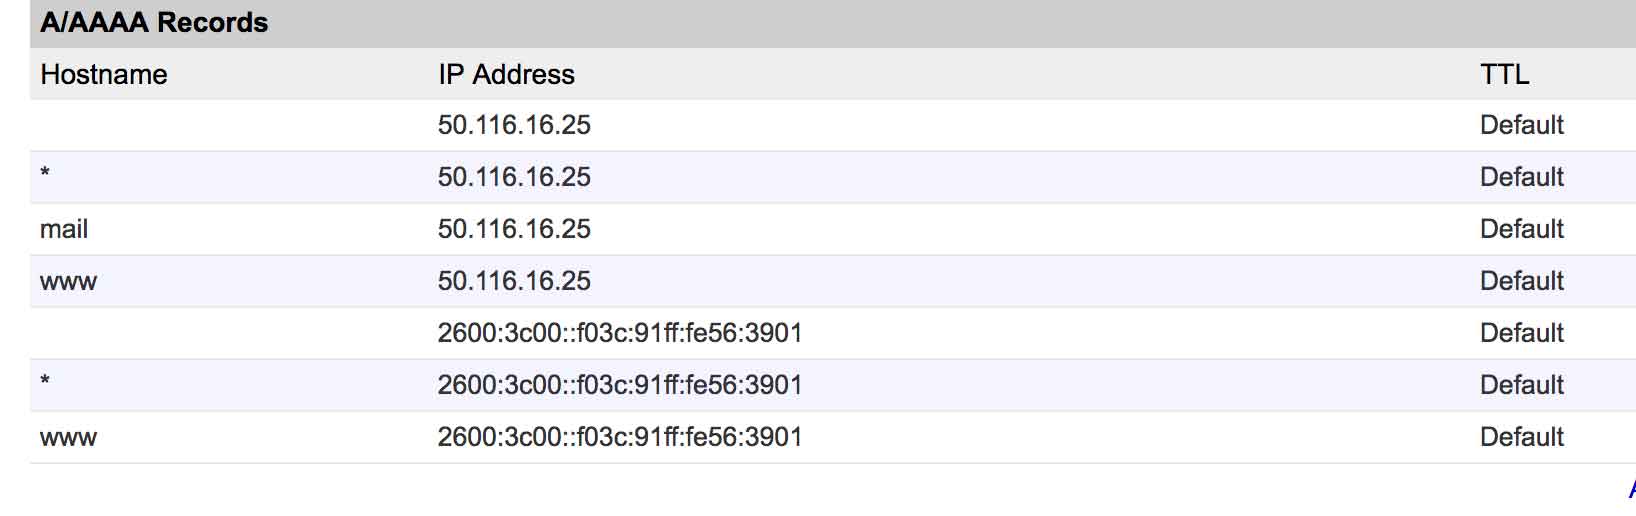 A/AAAA Records
Hostname IP Address TTL
50.116.16.25 Default
* 50.116.16.25 Default
mail 50.116.16.25 Default
www 50.116.16.25 Default
2600:3c00::f03c:91ff:fe56:3901 Default
* 2600:3c00::f03c:91ff:fe56:3901 Default
www 2600:3c00::f03c:91ff:fe56:3901 Default